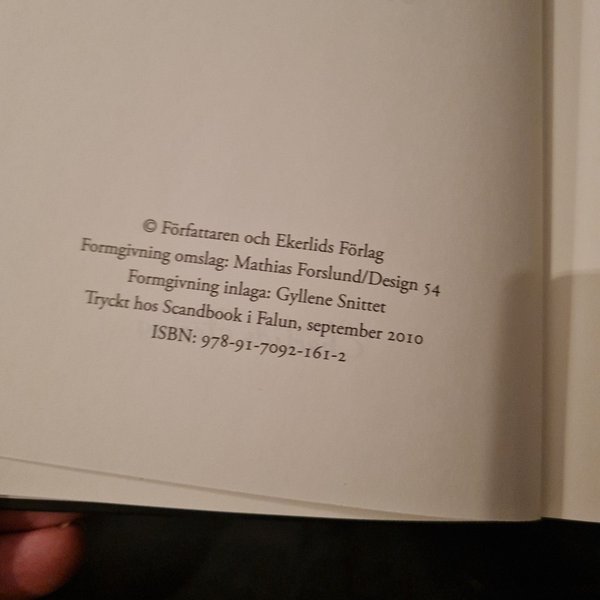 © Författaren och Ekerlids Förlag
Formgivning omslag: Mathias Forslund/Design 54
Formgivning inlaga: Gyllene Snittet
Tryckt hos Scandbook i Falun, september 2010
ISBN: 978-91-7092-161-2